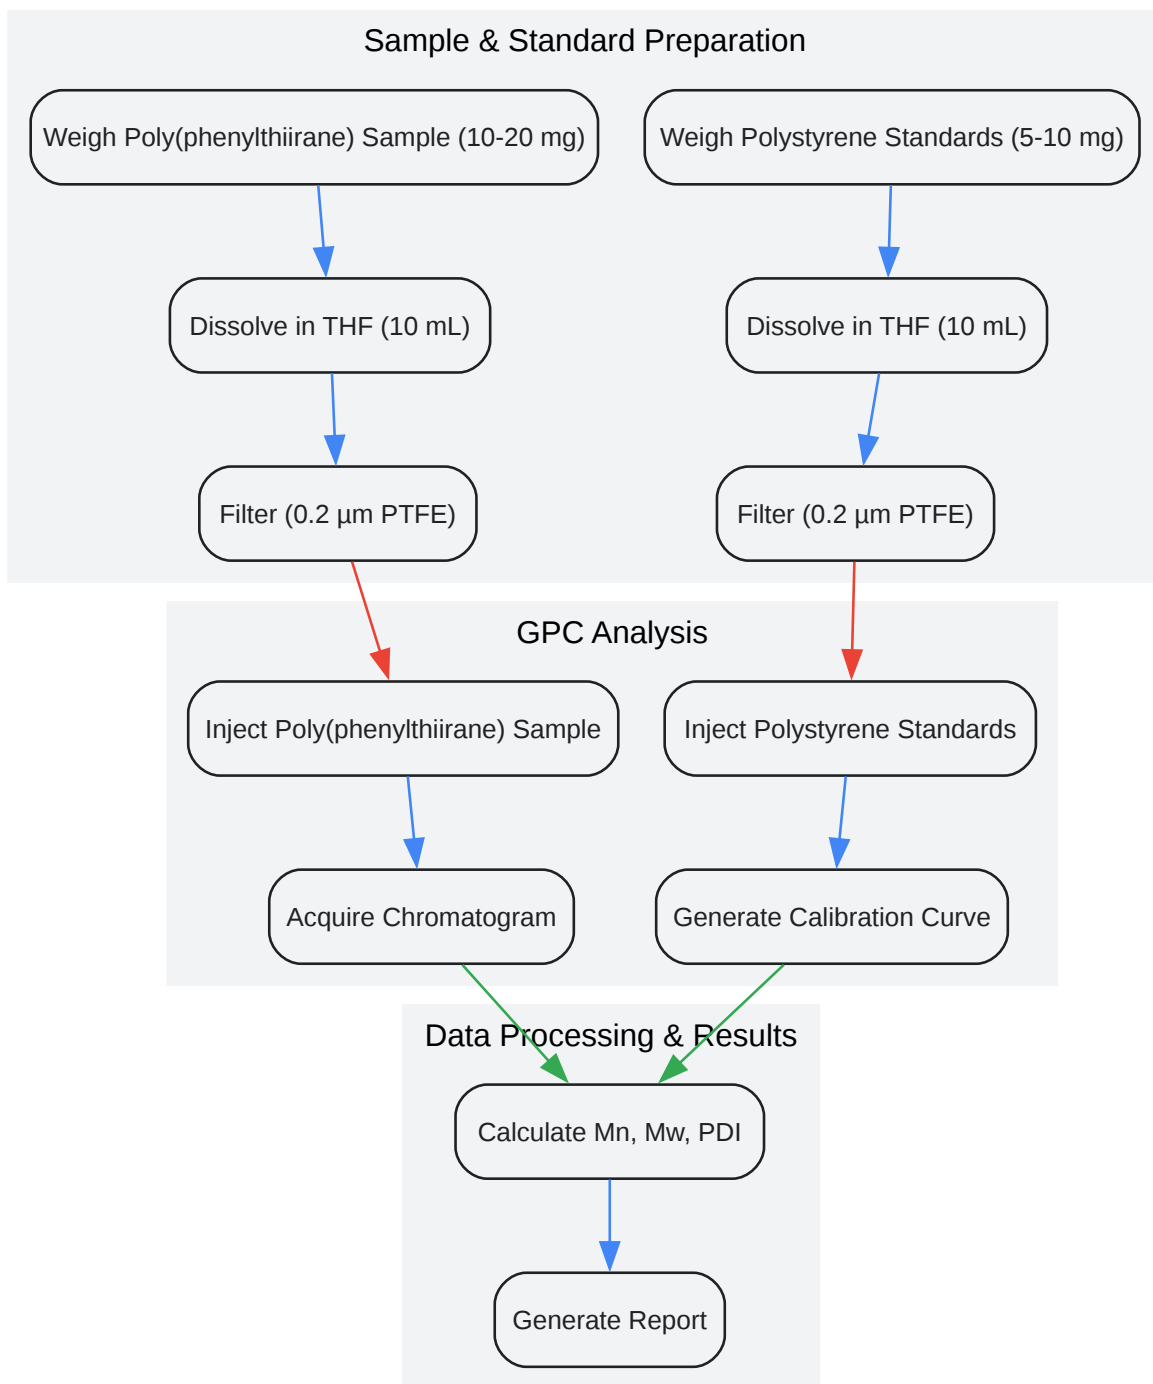 Sample & Standard Preparation
Weigh Poly(phenylthiirane) Sample (10-20 mg)
Weigh Polystyrene Standards (5-10 mg)
Dissolve in THF (10 mL)
Dissolve in THF (10 mL)
Filter (0.2 µm PTFE)
Filter (0.2 µm PTFE)
GPC Analysis
Inject Poly(phenylthiirane) Sample
Inject Polystyrene Standards
Acquire Chromatogram
Generate Calibration Curve
Data Processing & Results
Calculate Mn, Mw, PDI
Generate Report